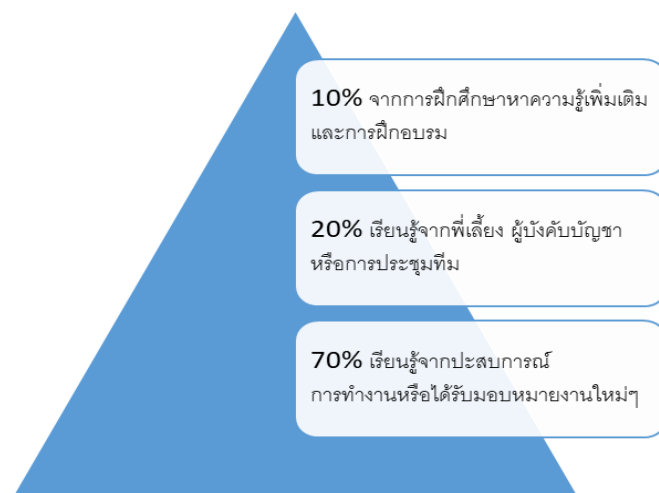 10% จากการฝึกศึกษาหาความรู้เพิ่มเติม
และการฝึกอบรม
20% เรียนรู้จากพี่เลี้ยง ผู้บังคับบัญชา
หรือการประชุมทีม
70% เรียนรู้จากปะสบการณ์
การทำงานหรือได้รับมอบหมายงานใหม่ๆ